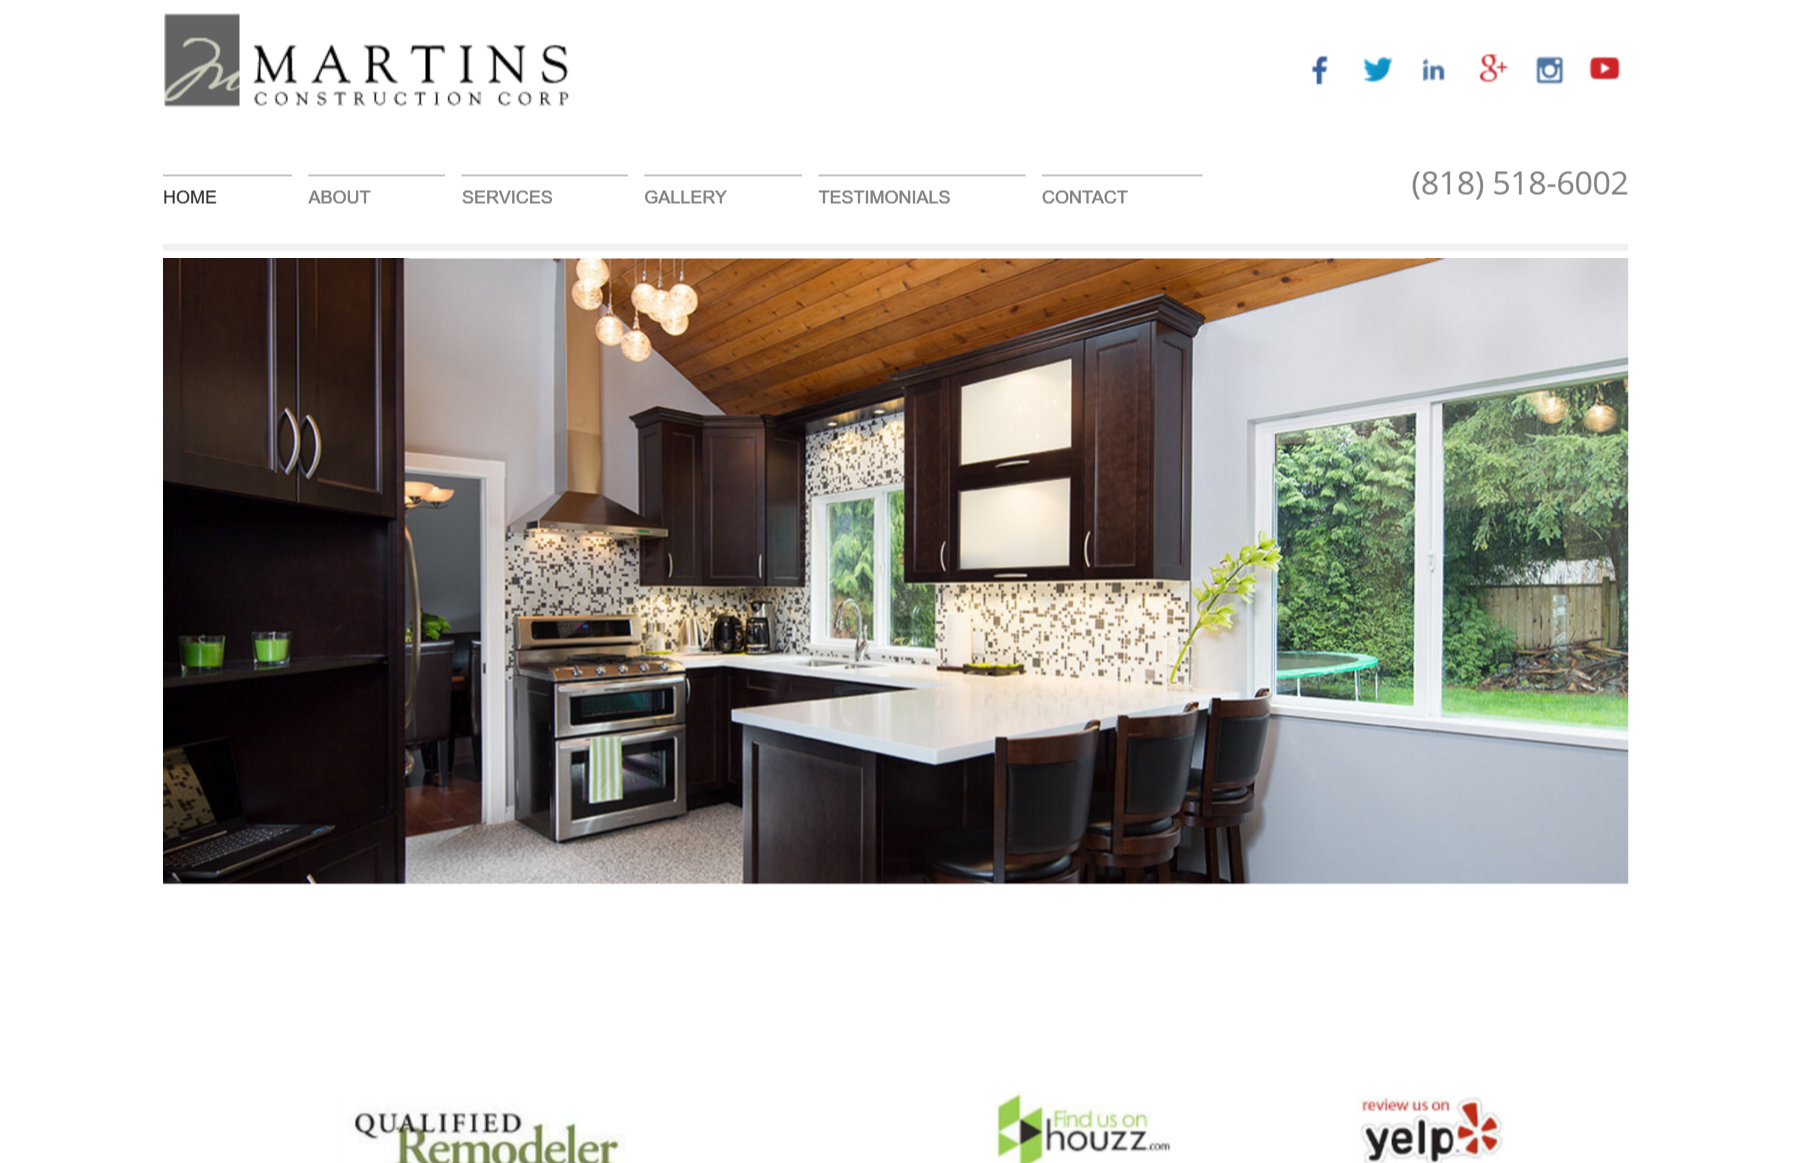 MARTINS
CONSTRUCTION CORP
HOME
ABOUT
SERVICES
GALLERY
TESTIMONIALS
CONTACT
(818) 518-6002
QUALIFIED
Remodeler
Find us on
houzz.com
review us on
yelp